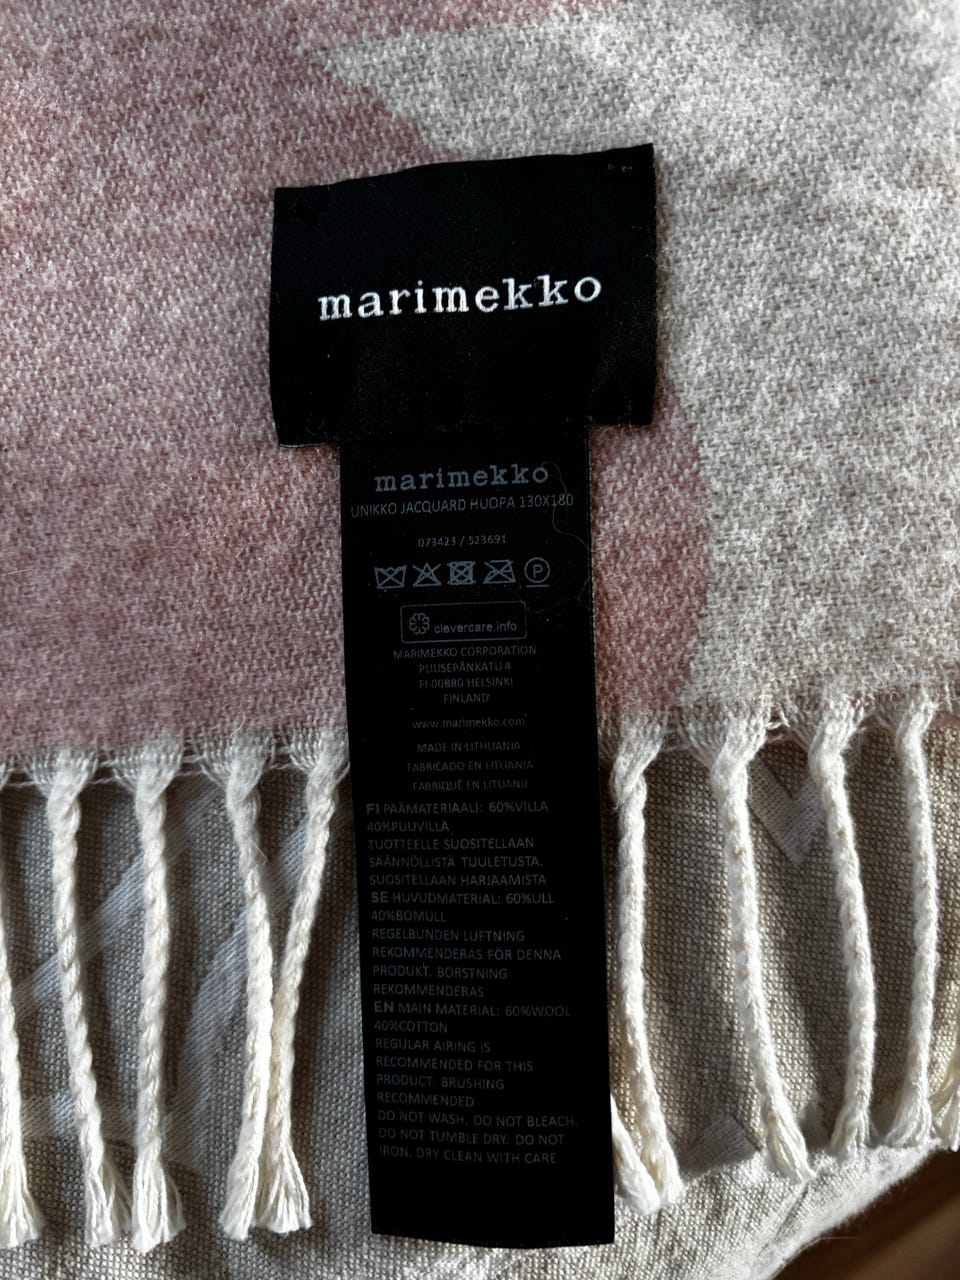 marimekko
marimekko
UNIKKO JACQUARD HUOPA 130X180
073423 / 523691
P
clevercare.info
MARIMEKKO CORPORATION
PUUSEPÄNKATU 4
FI-00880 HELSINKI
FINLAND
www.marimekko.com
MADE IN LITHUANIA
FABRICADO EN LITUANIA
FABRIQUÉ EN LITUANIE
FI PÄÄMATERIAALI: 60%VILLA
40%PUUVILLA
TUOTTEELLE SUOSITELLAAN
SÄÄNNÖLLISTÄ TUULETUSTA.
SUOSITELLAAN HARJAAMISTA
SE HUVUDMATERIAL: 60%ULL
40%BOMULL
REGELBUNDEN LUFTNING
REKOMMENDERAS FÖR DENNA
PRODUKT. BORSTNING
REKOMMENDERAS
EN MAIN MATERIAL: 60%WOOL
40%COTTON
REGULAR AIRING IS
RECOMMENDED FOR THIS
PRODUCT. BRUSHING
RECOMMENDED
DO NOT WASH. DO NOT BLEACH.
DO NOT TUMBLE DRY. DO NOT
IRON. DRY CLEAN WITH CARE